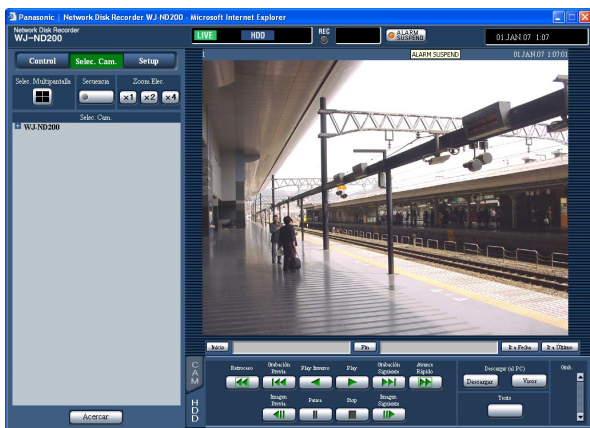 Panasonic | Network Disk Recorder WJ-ND200 - Microsoft Internet Explorer
Network Disk Recorder
WJ-ND200
LIVE HDD
REC
ALARM SUSPEND
01.JAN.07 1:07
Control Selec. Cam. Setup
1
ALARM SUSPEND
01.JAN.07 1:07:01
Selec. Multipantalla Secuencia Zoom Elec.
x1 x2 x4
Selec. Cam.
WJ-ND200
Inicio Fin Ir a Fecha Ir a Último
CAM
HDD
Retroceso Grabación Previa Play Inverso Play Grabación Siguiente Avance Rápido
Descargar (al PC)
Descargar Visor
Grab.
Imagen Previa Pausa Stop Imagen Siguiente
Texto
Acercar